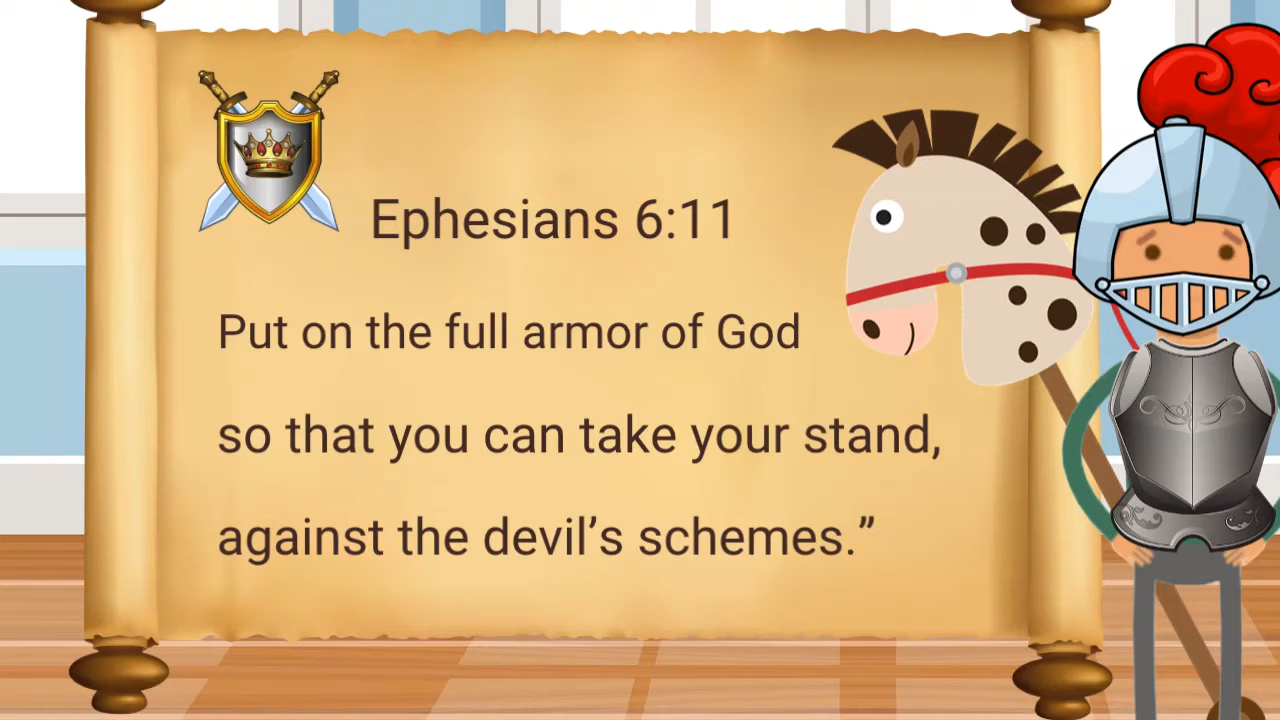 Ephesians 6:11
Put on the full armor of God
so that you can take your stand,
against the devil’s schemes.”